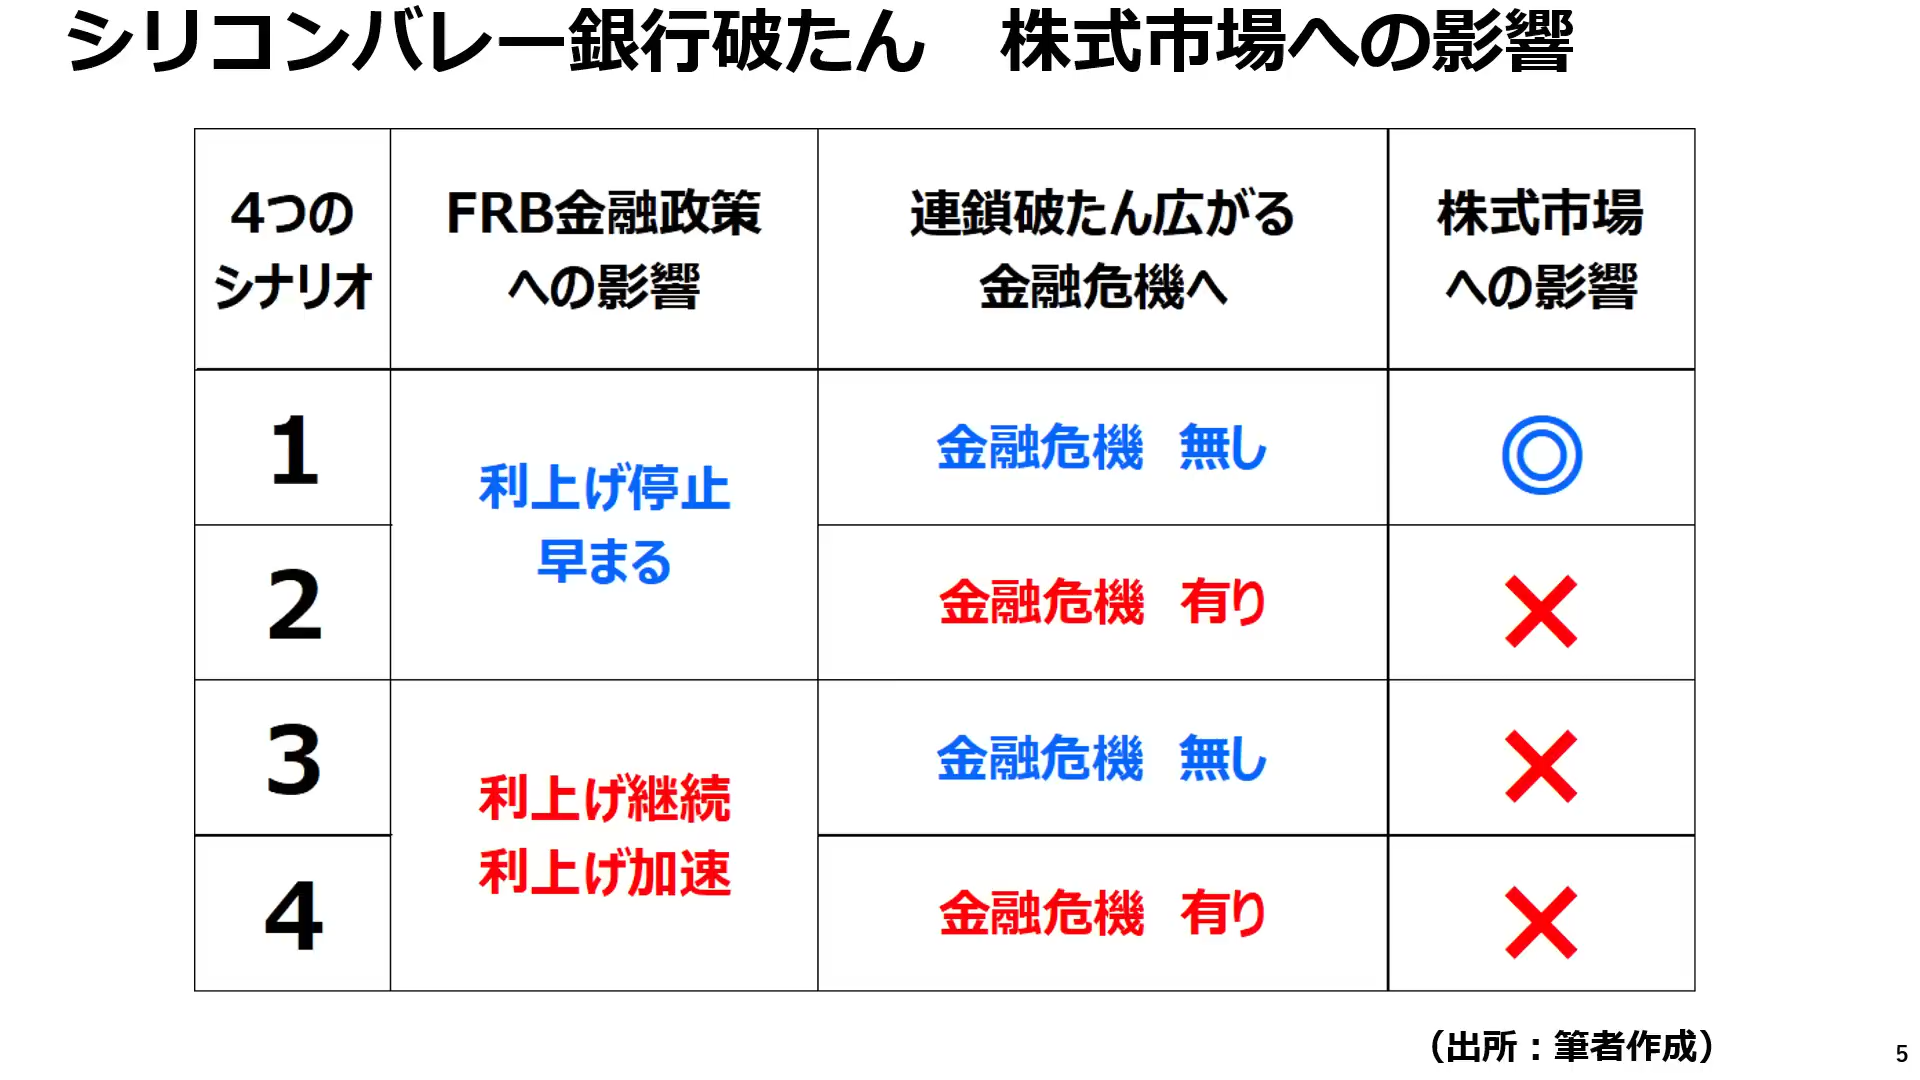 シリコンバレー銀行破たん　株式市場への影響
4つの
シナリオ
FRB金融政策
への影響
連鎖破たん広がる
金融危機へ
株式市場
への影響
1
利上げ停止
早まる
金融危機　無し
◎
2
金融危機　有り
×
3
利上げ継続
利上げ加速
金融危機　無し
×
4
金融危機　有り
×
（出所：筆者作成）
5